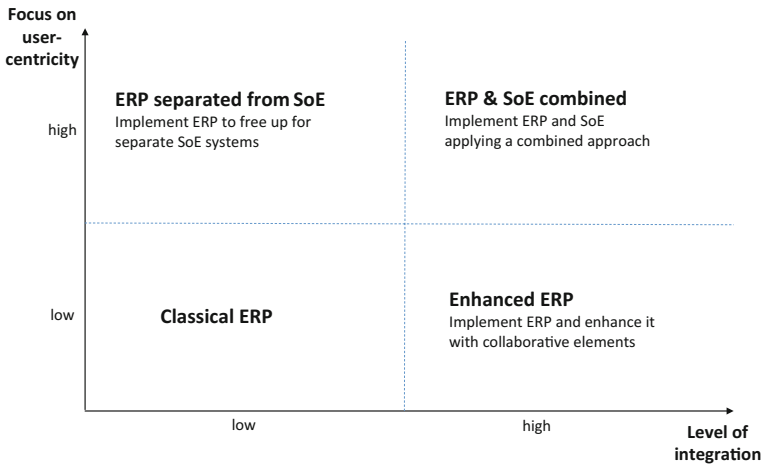 Focus on
user-
centricity
ERP separated from SoE
Implement ERP to free up for
separate SoE systems
ERP & SoE combined
Implement ERP and SoE
applying a combined approach
high
Classical ERP
Enhanced ERP
Implement ERP and enhance it
with collaborative elements
low
low
high
Level of
integration